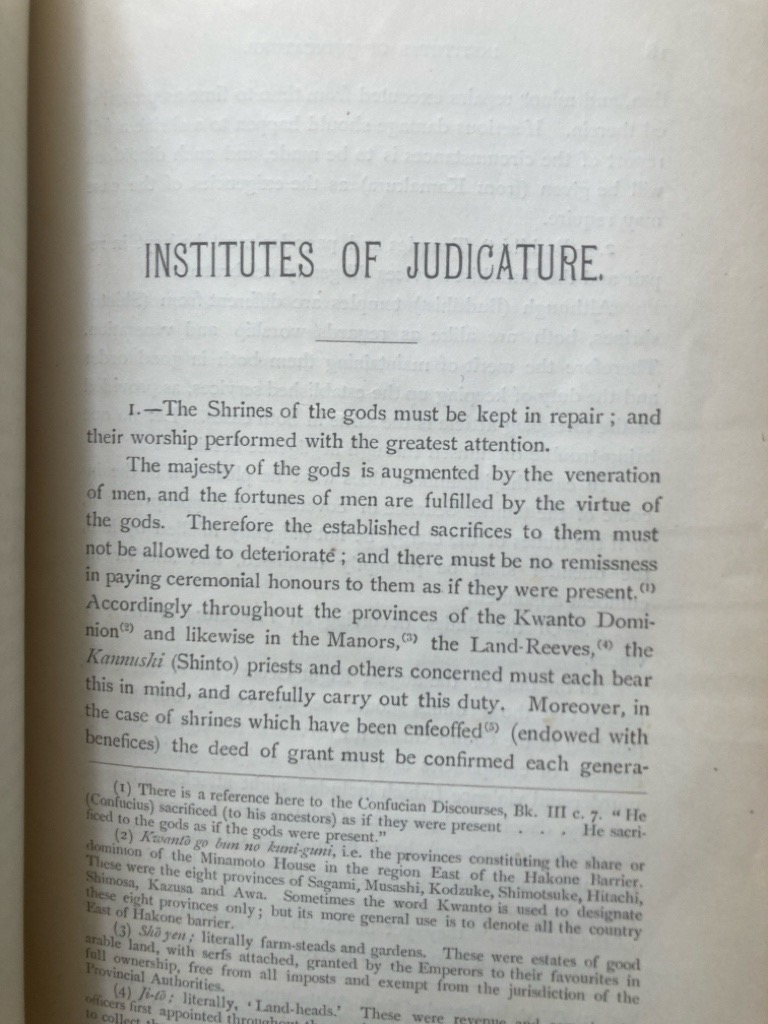 INSTITUTES OF JUDICATURE.
1.—The Shrines of the gods must be kept in repair ; and
their worship performed with the greatest attention.
The majesty of the gods is augmented by the veneration
of men, and the fortunes of men are fulfilled by the virtue of
the gods. Therefore the established sacrifices to them must
not be allowed to deteriorate ; and there must be no remissness
in paying ceremonial honours to them as if they were present.(1)
Accordingly throughout the provinces of the Kwanto Domi-
nion(2) and likewise in the Manors,(3) the Land-Reeves,(4) the
Kannushi (Shinto) priests and others concerned must each bear
this in mind, and carefully carry out this duty. Moreover, in
the case of shrines which have been enfeoffed(5) (endowed with
benefices) the deed of grant must be confirmed each genera-
(1) There is a reference here to the Confucian Discourses, Bk. III c. 7. "He
(Confucius) sacrificed (to his ancestors) as if they were present . . . He sacri-
ficed to the gods as if the gods were present."
(2) Kwantō go bun no kuni-guni, i.e. the provinces constituting the share or
dominion of the Minamoto House in the region East of the Hakone Barrier.
These were the eight provinces of Sagami, Musashi, Kodzuke, Shimotsuke, Hitachi,
Shimosa, Kazusa and Awa. Sometimes the word Kwanto is used to designate
these eight provinces only ; but its more general use is to denote all the country
East of Hakone barrier.
(3) Shō yen ; literally farm-steads and gardens. These were estates of good
arable land, with serfs attached, granted by the Emperors to their favourites in
full ownership, free from all imposts and exempt from the jurisdiction of the
Provincial Authorities.
(4) Ji-tō ; literally, 'Land-heads.' These were revenue and
officers first appointed throughout
to collect